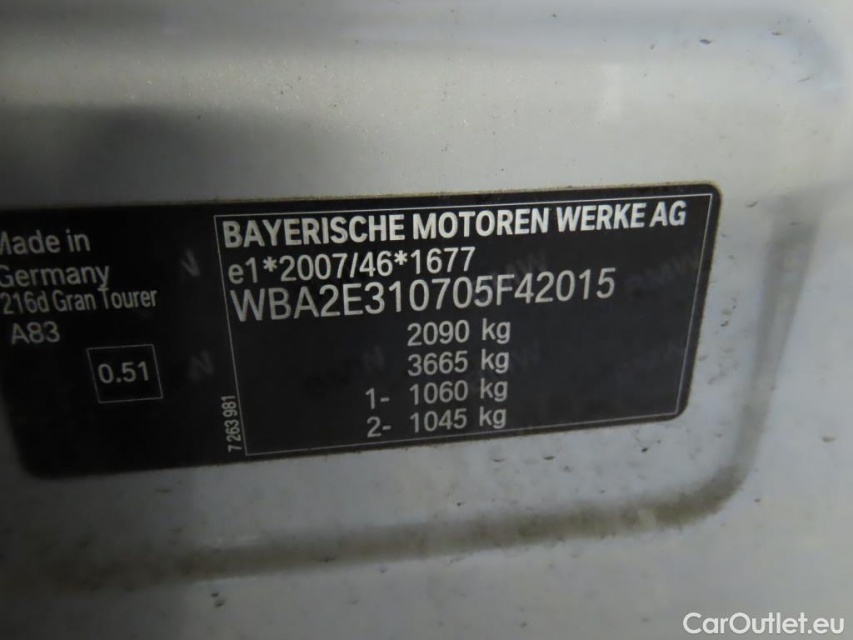 Made in
Germany
216d Gran Tourer
A83
0.51
7 263 981
BAYERISCHE MOTOREN WERKE AG
e1*2007/46*1677
WBA2E310705F42015
2090 kg
3665 kg
1- 1060 kg
2- 1045 kg
CarOutlet.eu